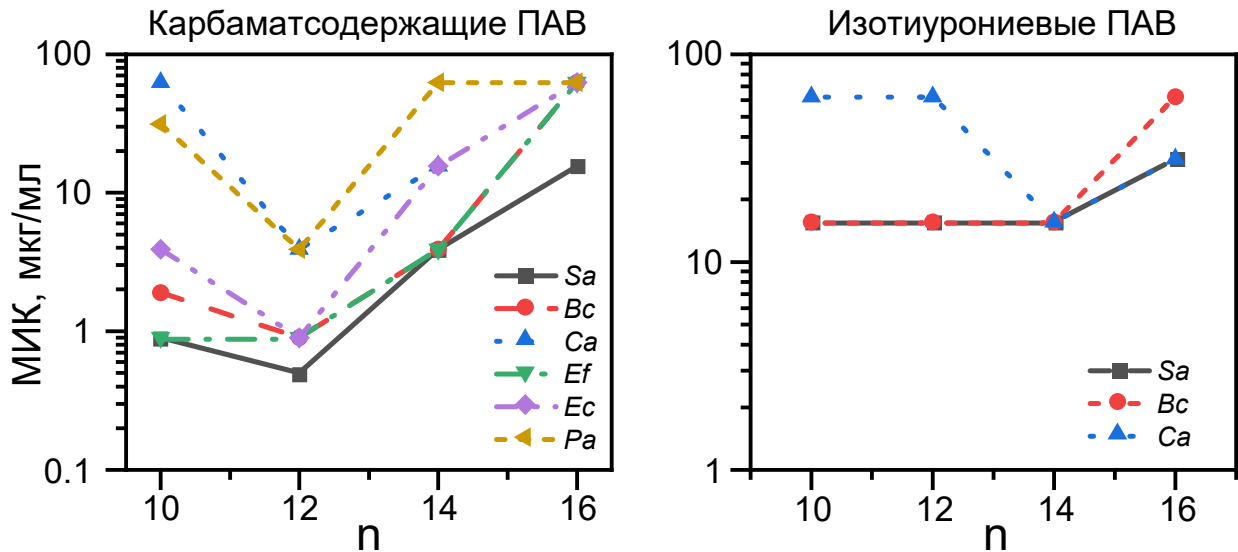 Карбаматсодержащие ПАВ
МИК, мкг/мл
100
10
1
0.1
10 12 14 16
n
Sa
Bc
Ca
Ef
Ec
Pa
Изотиурониевые ПАВ
100
10
1
10 12 14 16
n
Sa
Bc
Ca